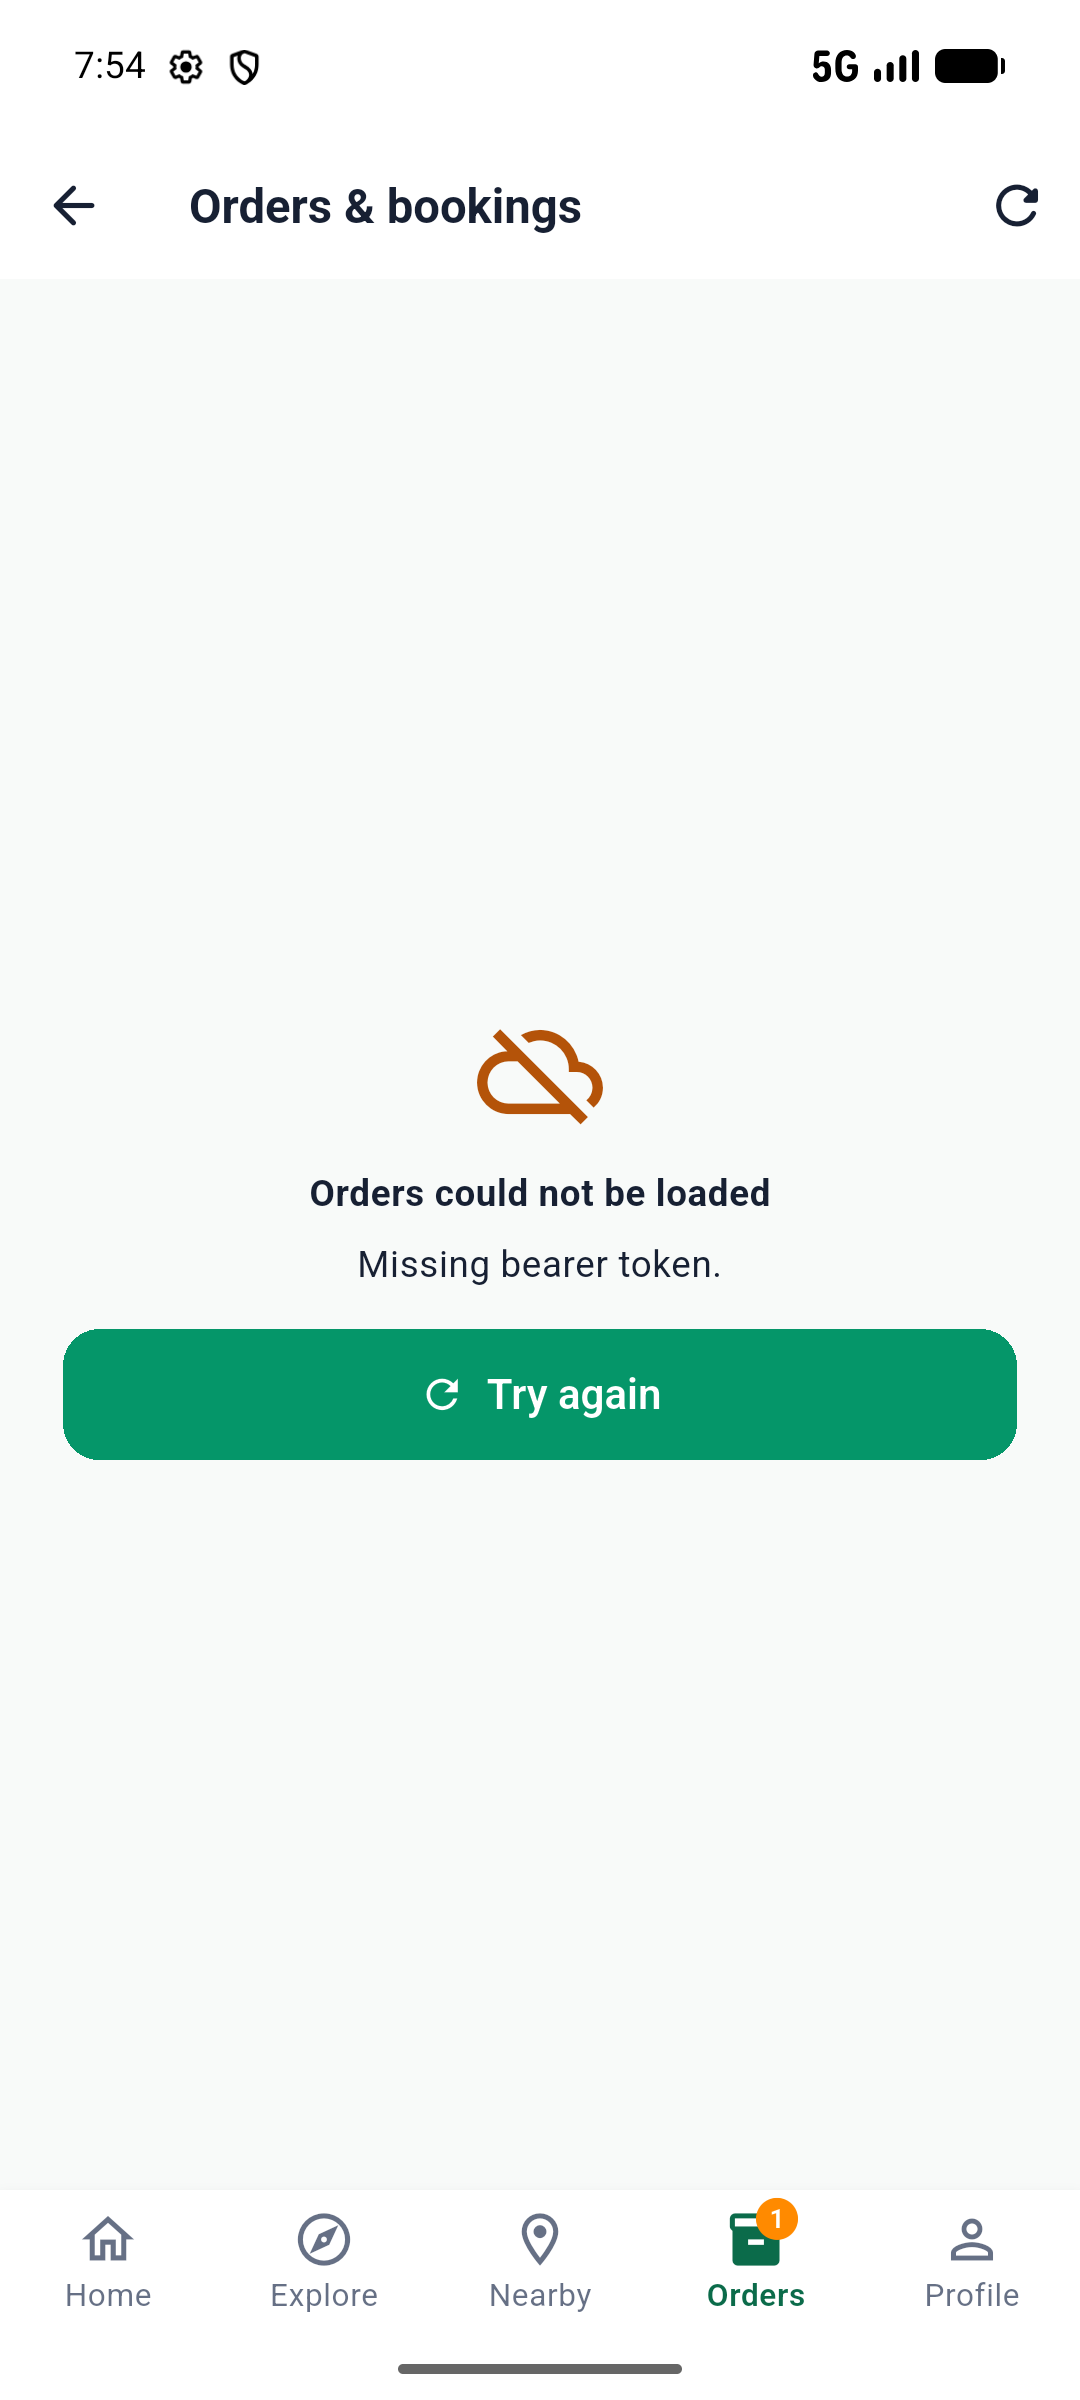 7:54
5G
Orders & bookings
Orders could not be loaded
Missing bearer token.
Try again
1
Home
Explore
Nearby
Orders
Profile